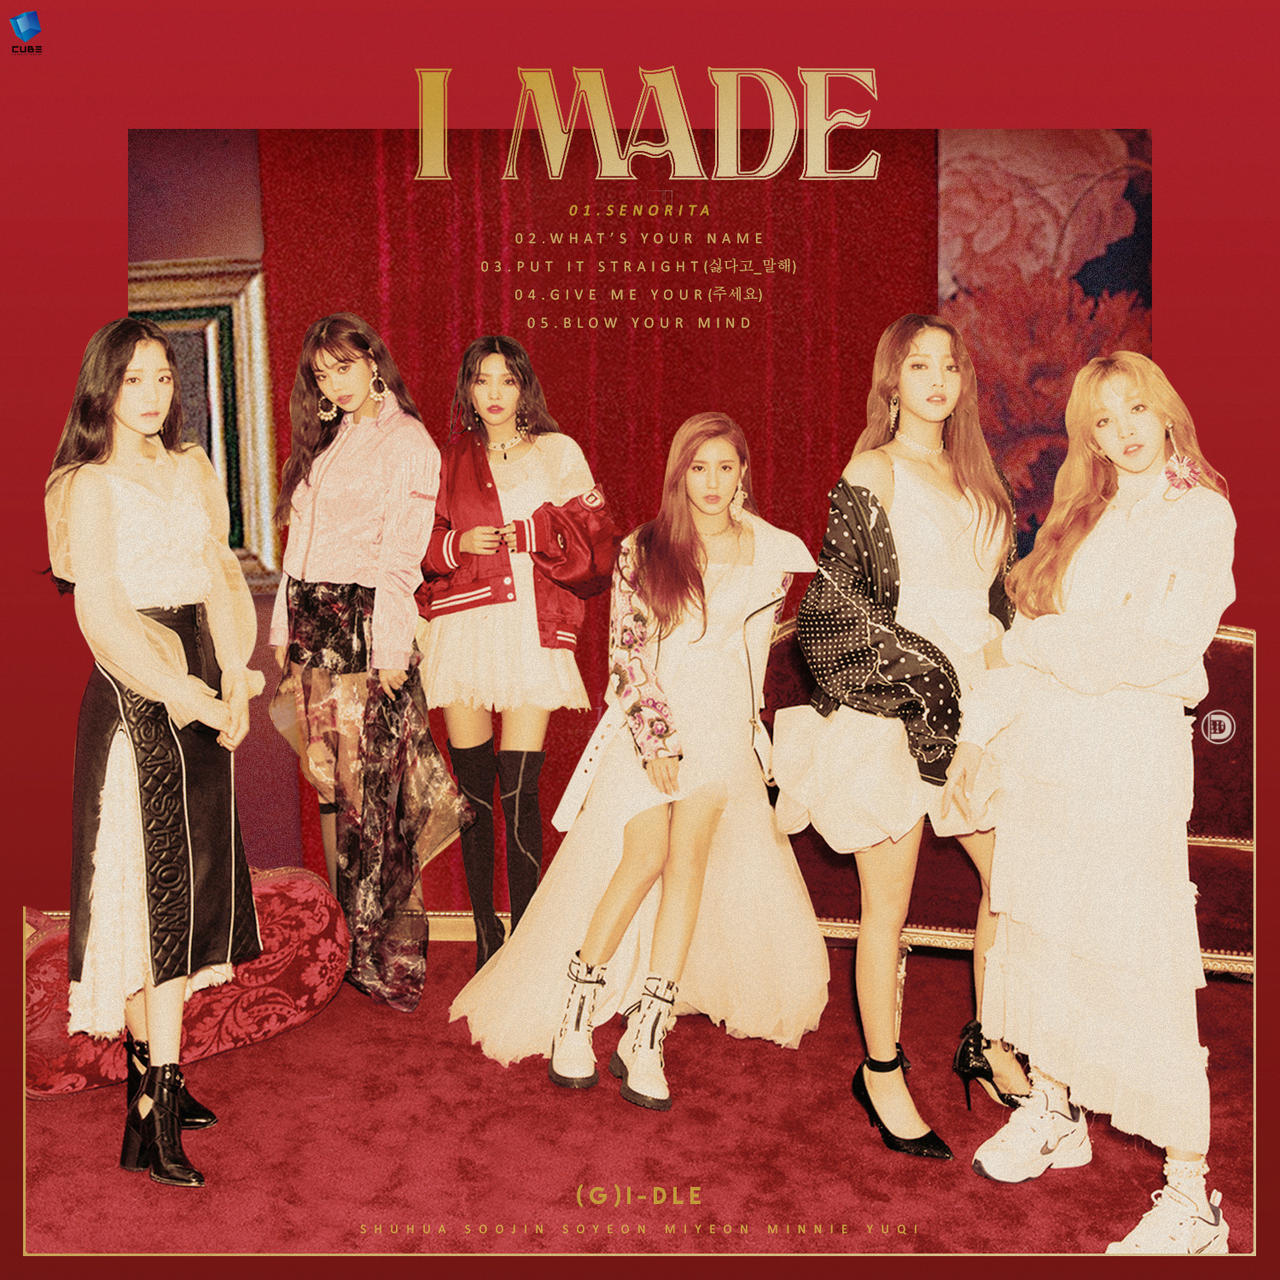 CUBE
I MADE
01.SENORITA
02.WHAT'S YOUR NAME
03.PUT IT STRAIGHT(싫다고_말해)
04.GIVE ME YOUR(주세요)
05.BLOW YOUR MIND
(G)I-DLE
SHUHUA SOOJIN SOYEON MIYEON MINNIE YUQI